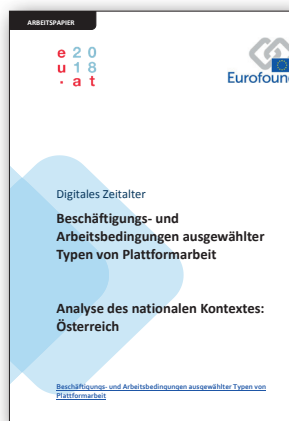 ARBEITSPAPIER
e 2 0
u 1 8
. a t
Eurofound
Digitales Zeitalter
Beschäftigungs- und
Arbeitsbedingungen ausgewählter
Typen von Plattformarbeit
Analyse des nationalen Kontextes:
Österreich
Beschäftigungs- und Arbeitsbedingungen ausgewählter Typen von
Plattformarbeit